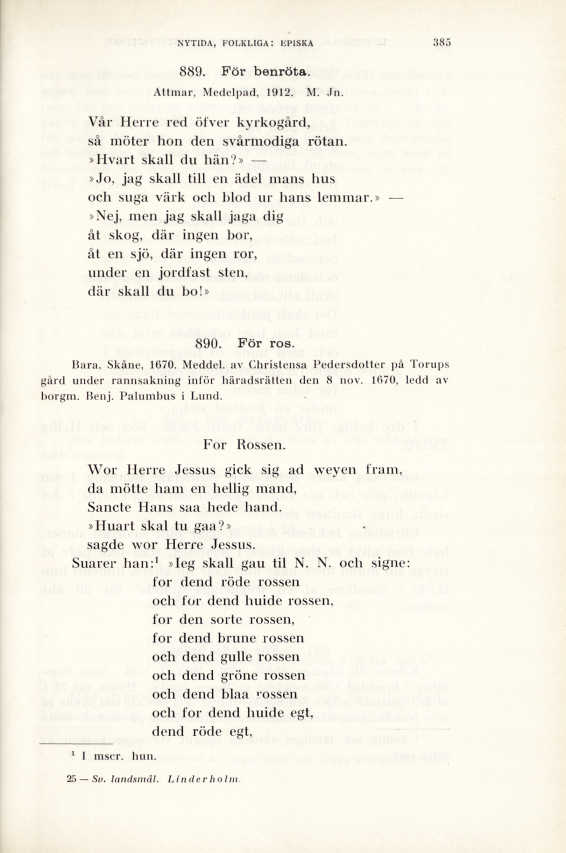 NYTIDA, FOLKLIGA: EPISKA 385
889. För benröta.
Attmar, Medelpad, 1912. M. Jn.
Vår Herre red öfver kyrkogård,
så möter hon den svårmodiga rötan.
»Hvart skall du hän?» —
»Jo, jag skall till en ädel mans hus
och suga värk och blod ur hans lemmar.» —
»Nej, men jag skall jaga dig
åt skog, där ingen bor,
åt en sjö, där ingen ror,
under en jordfast sten,
där skall du bo!»
890. För ros.
Bara, Skåne, 1670. Meddel. av Christensa Pedersdotter på Torups
gård under rannsakning inför häradsrätten den 8 nov. 1670, ledd av
borgm. Benj. Palumbus i Lund.
For Rossen.
Wor Herre Jessus gick sig ad weyen fram,
da mötte ham en hellig mand,
Sancte Hans saa hede hand.
»Huart skal tu gaa?»
sagde wor Herre Jesus.
Suarer han:¹ »Ieg skall gau til N. N. och signe:
for dend röde rossen
och for dend huide rossen,
for den sorte rossen,
for dend brune rossen
och dend gulle rossen
och dend gröne rossen
och dend blaa rossen
och for dend huide egt,
dend röde egt,
¹ I mscr. hun.
25 — Sv. landsmål. Linderholm